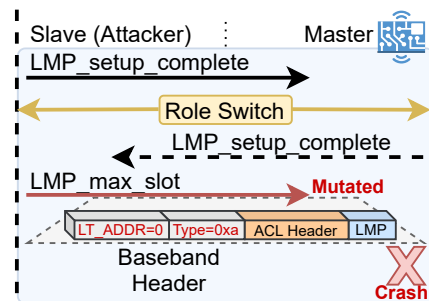 Slave (Attacker) Master
LMP_setup_complete
Role Switch
LMP_setup_complete
LMP_max_slot
Mutated
LT_ADDR=0 Type=0xa ACL Header LMP
Baseband
Header
Crash